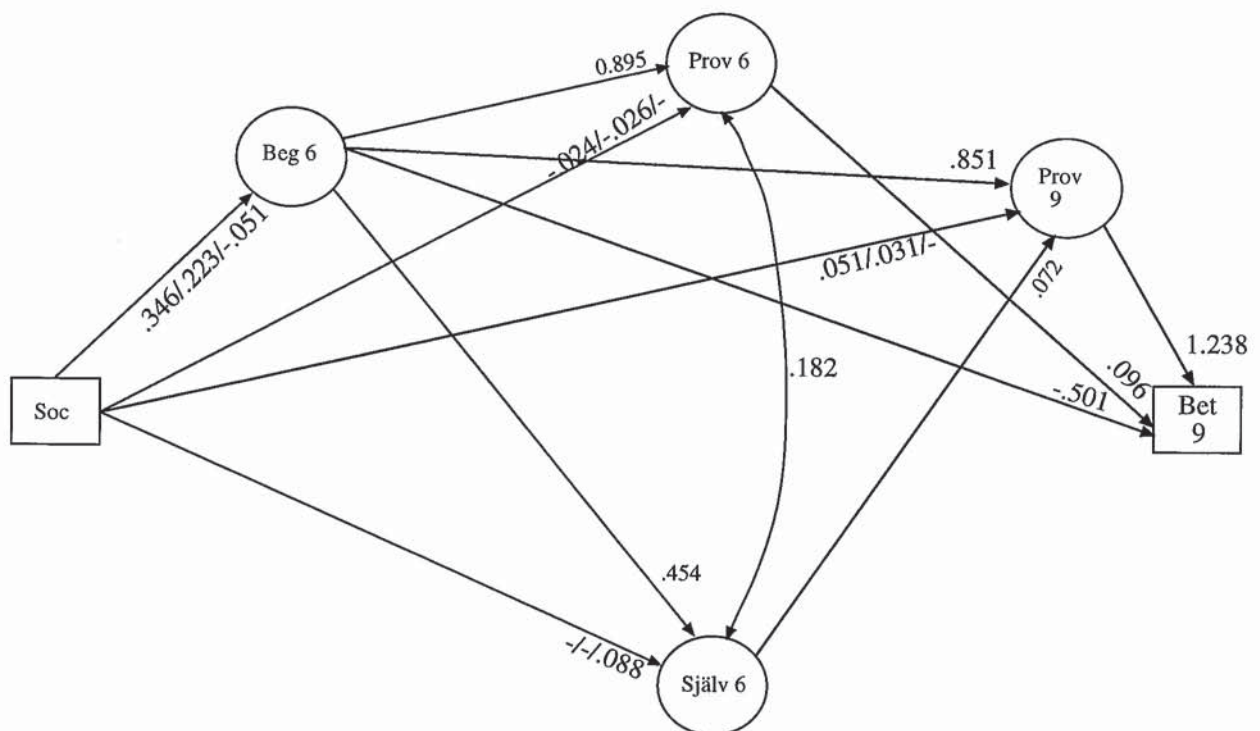 Prov 6
0.895
-.024/-.026/-
Beg 6
.851
Prov
9
.346/.223/-.051
.051/.031/-
.072
1.238
.182
.096
-.501
Soc
Bet
9
.454
-/-/.088
Själv 6